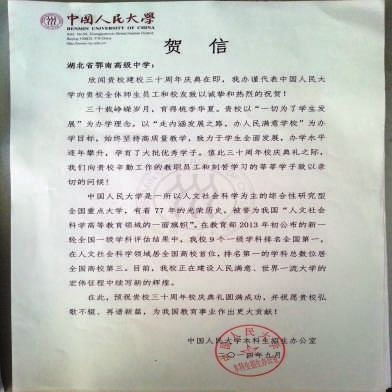 中國人民大學
RENMIN UNIVERSITY OF CHINA
贺 信
湖北省鄂南高级中学：
欣闻贵校建校三十周年庆典在即，我办谨代表中国人民大
学向贵校全体师生员工和校友致以诚挚和热烈的祝贺！
三十载峥嵘岁月，育得桃李华夏。贵校以“一切为了学生发
展”为办学理念，以“走内涵发展之路，办人民满意学校”为办
学目标，始终坚持高质量教学，致力于学生全面发展，办学水平
逐年攀升，孕育了大批优秀学子。值此三十周年校庆典礼之际，
我们向贵校辛勤工作的教职员工和刻苦学习的莘莘学子致以亲
切的问候！
中国人民大学是一所以人文社会科学为主的综合性研究型
全国重点大学，有着 77 年的光荣历史，被誉为我国“人文社会
科学高等教育领域的一面旗帜”。在教育部 2013 年初公布的新
一轮全国一级学科评估结果中，我校 9 个一级学科排名全国第一，
在人文社会科学领域居全国高校首位，排名第一的学科总数位居
全国高校第三。目前，我校正在建设人民满意、世界一流大学的
宏伟征程中续写新的辉煌。
在此，预祝贵校三十周年校庆典礼圆满成功，并祝愿贵校弘
歌不辍、再谱新篇，为我国教育事业作出更大贡献！
中国人民大学本科生招生办公室
二〇一四年九月